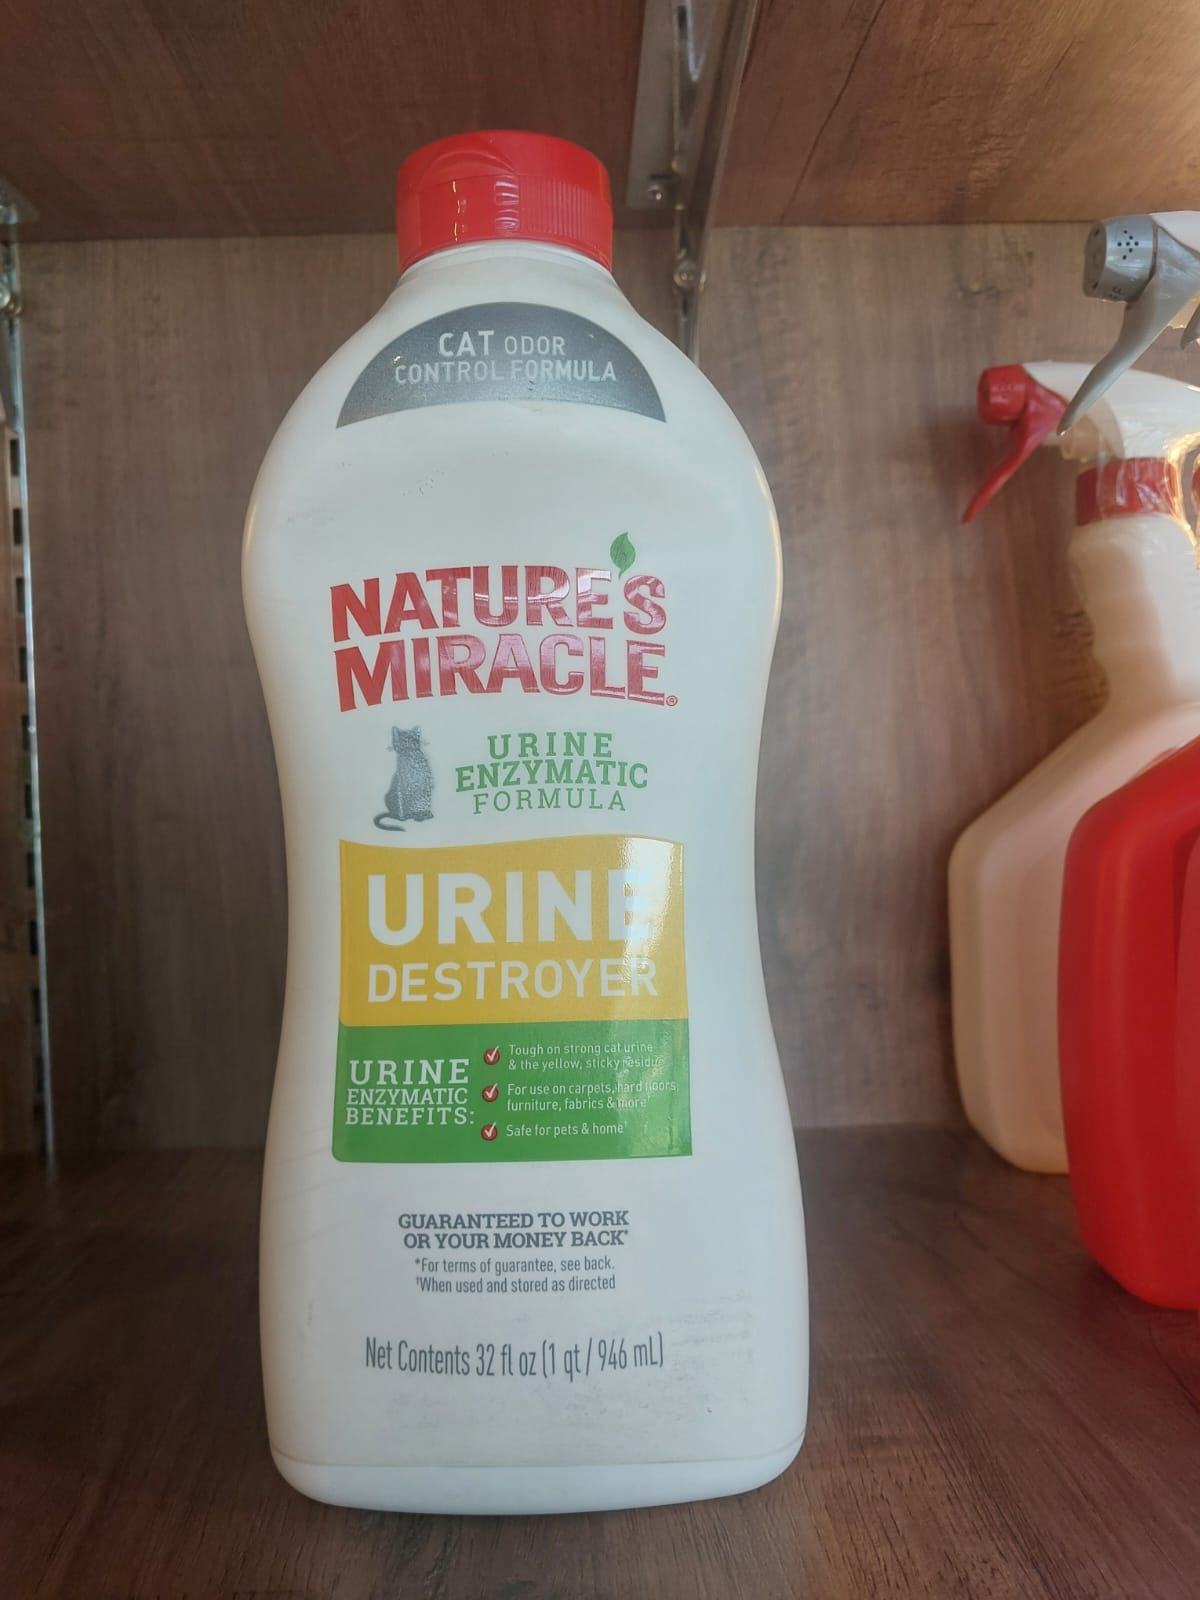 CAT ODOR
CONTROL FORMULA
NATURE'S
MIRACLE®
URINE
ENZYMATIC
FORMULA
URINE
DESTROYER
URINE
ENZYMATIC
BENEFITS:
Tough on strong cat urine
& the yellow, sticky residue
For use on carpets, hard floors,
furniture, fabrics & more†
Safe for pets & home†
GUARANTEED TO WORK
OR YOUR MONEY BACK*
*For terms of guarantee, see back.
†When used and stored as directed
Net Contents 32 fl oz (1 qt / 946 mL)